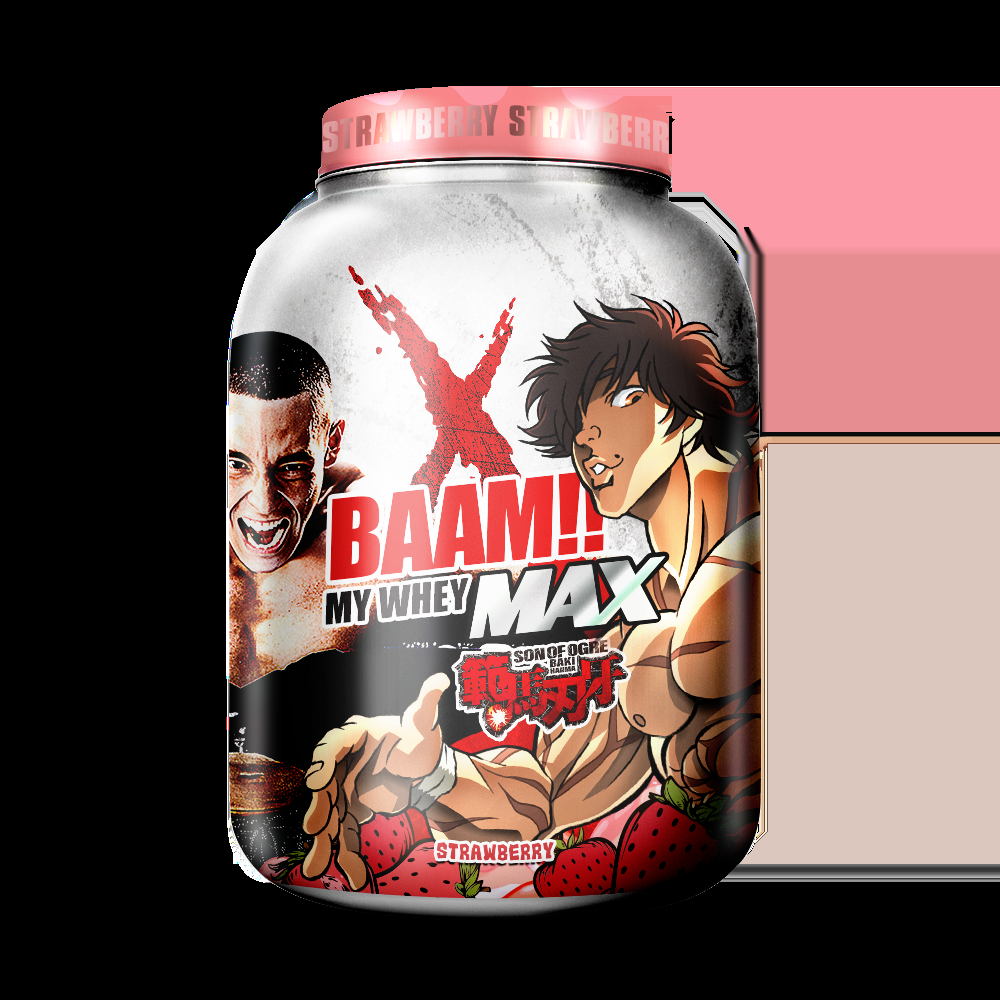 STRAWBERRY STRAWBERR
X
BAAM!!
MY WHEY MAX
SON OF OGRE
BAKI
HANMA
範馬刃牙
STRAWBERRY